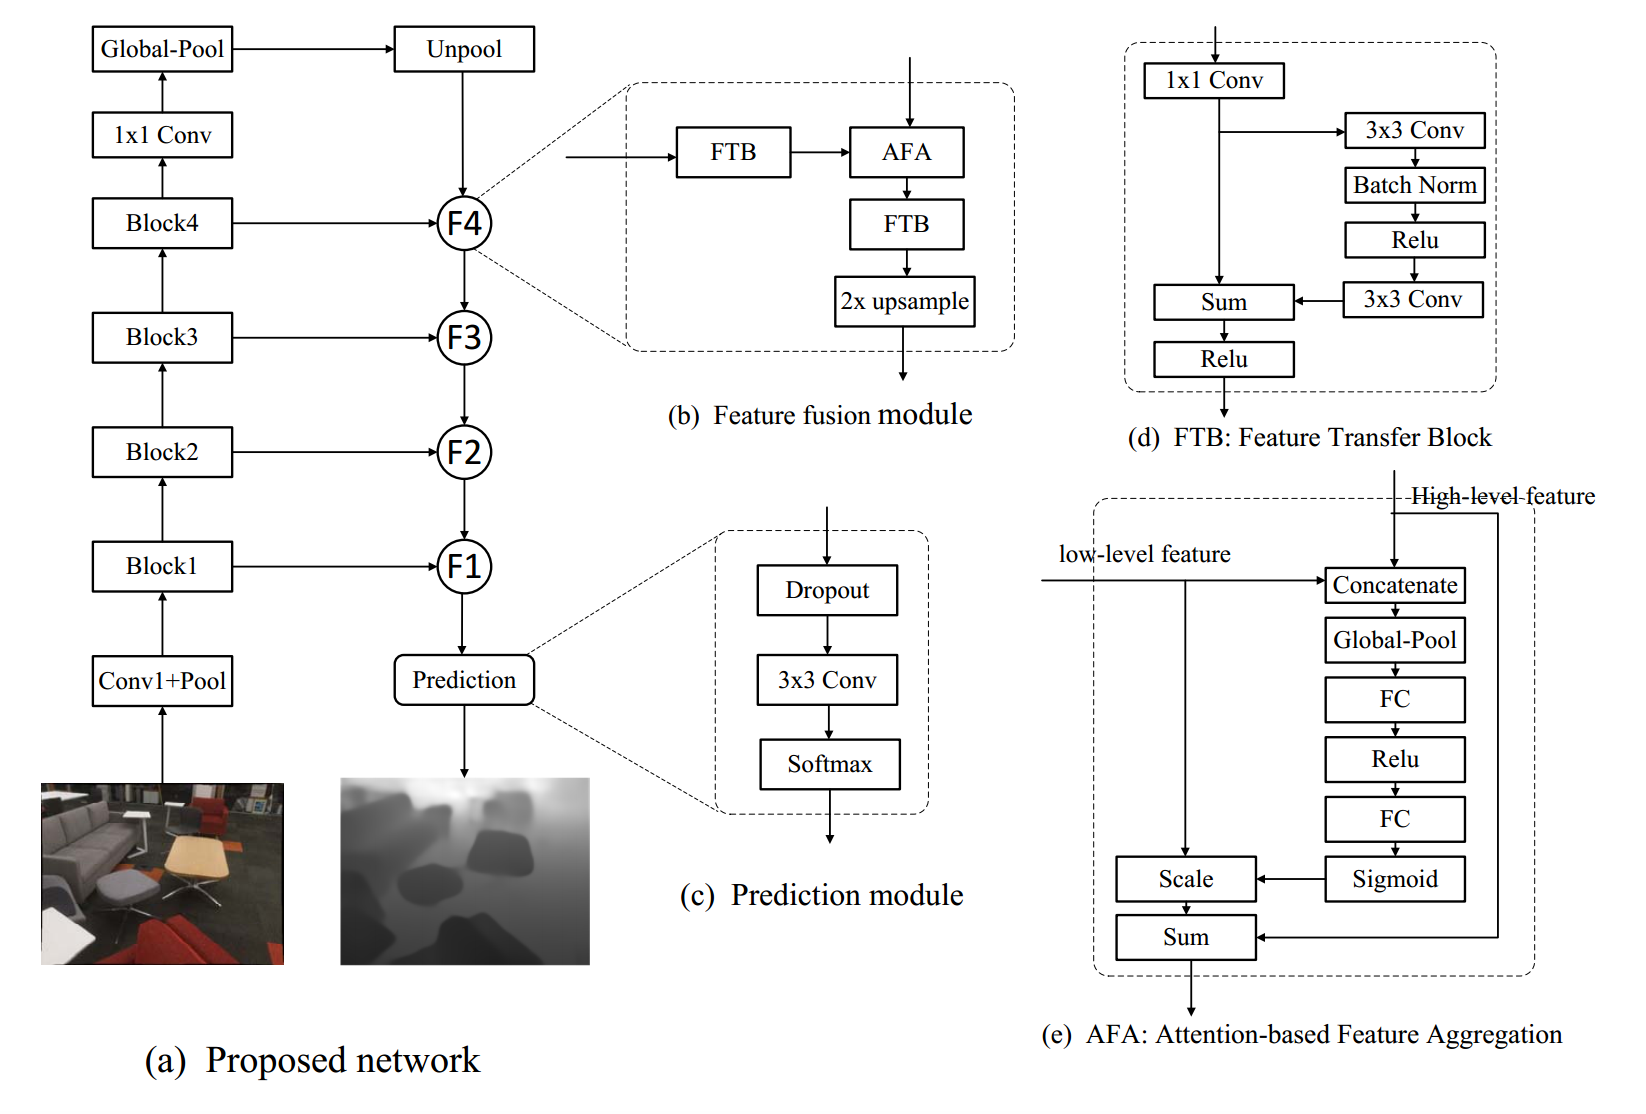 Global-Pool
Unpool
1x1 Conv
Block4
F4
Block3
F3
Block2
F2
Block1
F1
Conv1+Pool
Prediction
(a) Proposed network
FTB
AFA
FTB
2x upsample
(b) Feature fusion module
Dropout
3x3 Conv
Softmax
(c) Prediction module
1x1 Conv
3x3 Conv
Batch Norm
Relu
3x3 Conv
Sum
Relu
(d) FTB: Feature Transfer Block
High-level feature
low-level feature
Concatenate
Global-Pool
FC
Relu
FC
Sigmoid
Scale
Sum
(e) AFA: Attention-based Feature Aggregation